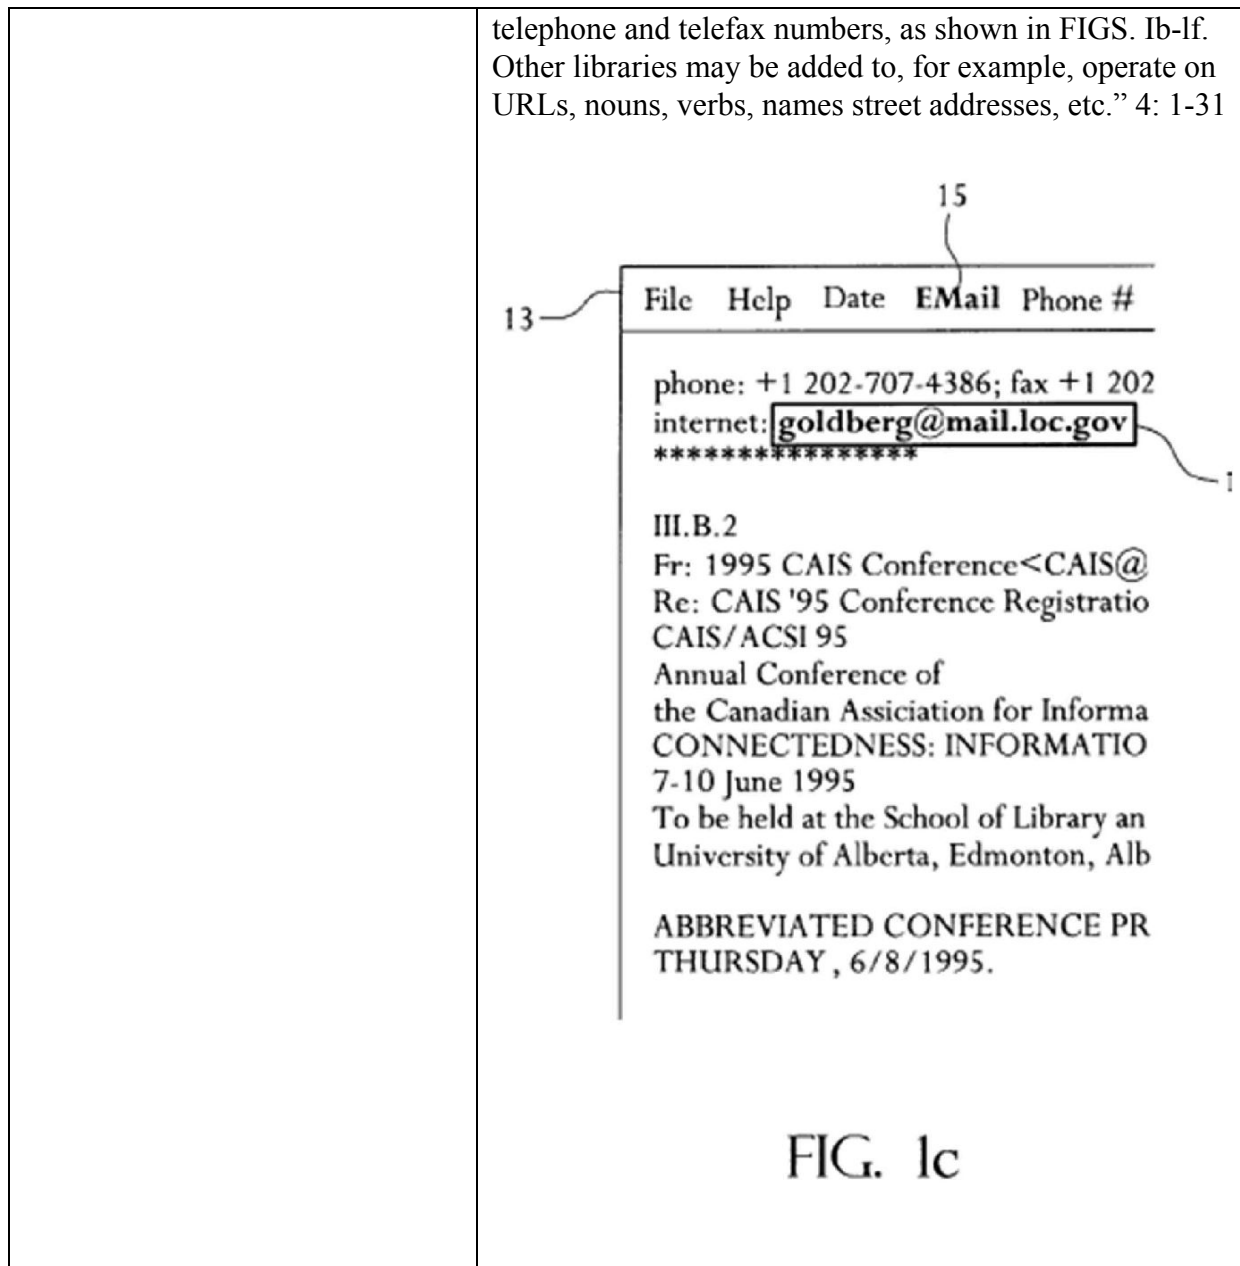 telephone and telefax numbers, as shown in FIGS. Ib-lf.
Other libraries may be added to, for example, operate on
URLs, nouns, verbs, names street addresses, etc.” 4: 1-31
15
File Help Date EMail Phone #
13
phone: +1 202-707-4386; fax +1 202
internet: goldberg@mail.loc.gov
****************
1
III.B.2
Fr: 1995 CAIS Conference<CAIS@
Re: CAIS '95 Conference Registratio
CAIS/ACSI 95
Annual Conference of
the Canadian Assiciation for Informa
CONNECTEDNESS: INFORMATIO
7-10 June 1995
To be held at the School of Library an
University of Alberta, Edmonton, Alb
ABBREVIATED CONFERENCE PR
THURSDAY , 6/8/1995.
FIG. 1c